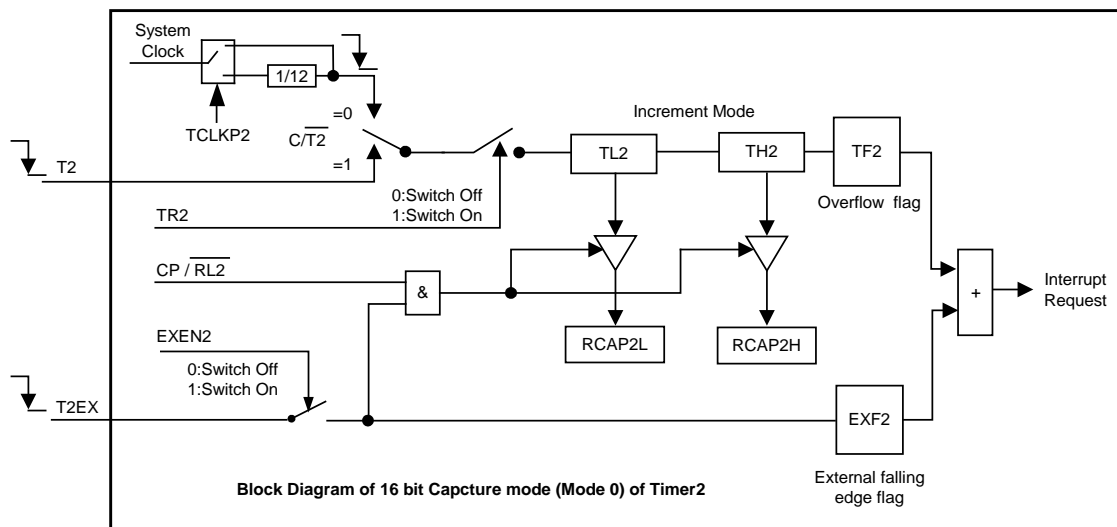 System
Clock
1/12
TCLKP2
=0
C/T2
=1
T2
TR2
0:Switch Off
1:Switch On
Increment Mode
TL2
TH2
TF2
Overflow flag
CP / RL2
&
+
Interrupt
Request
RCAP2L
RCAP2H
EXEN2
0:Switch Off
1:Switch On
T2EX
EXF2
External falling
edge flag
Block Diagram of 16 bit Capcture mode (Mode 0) of Timer2